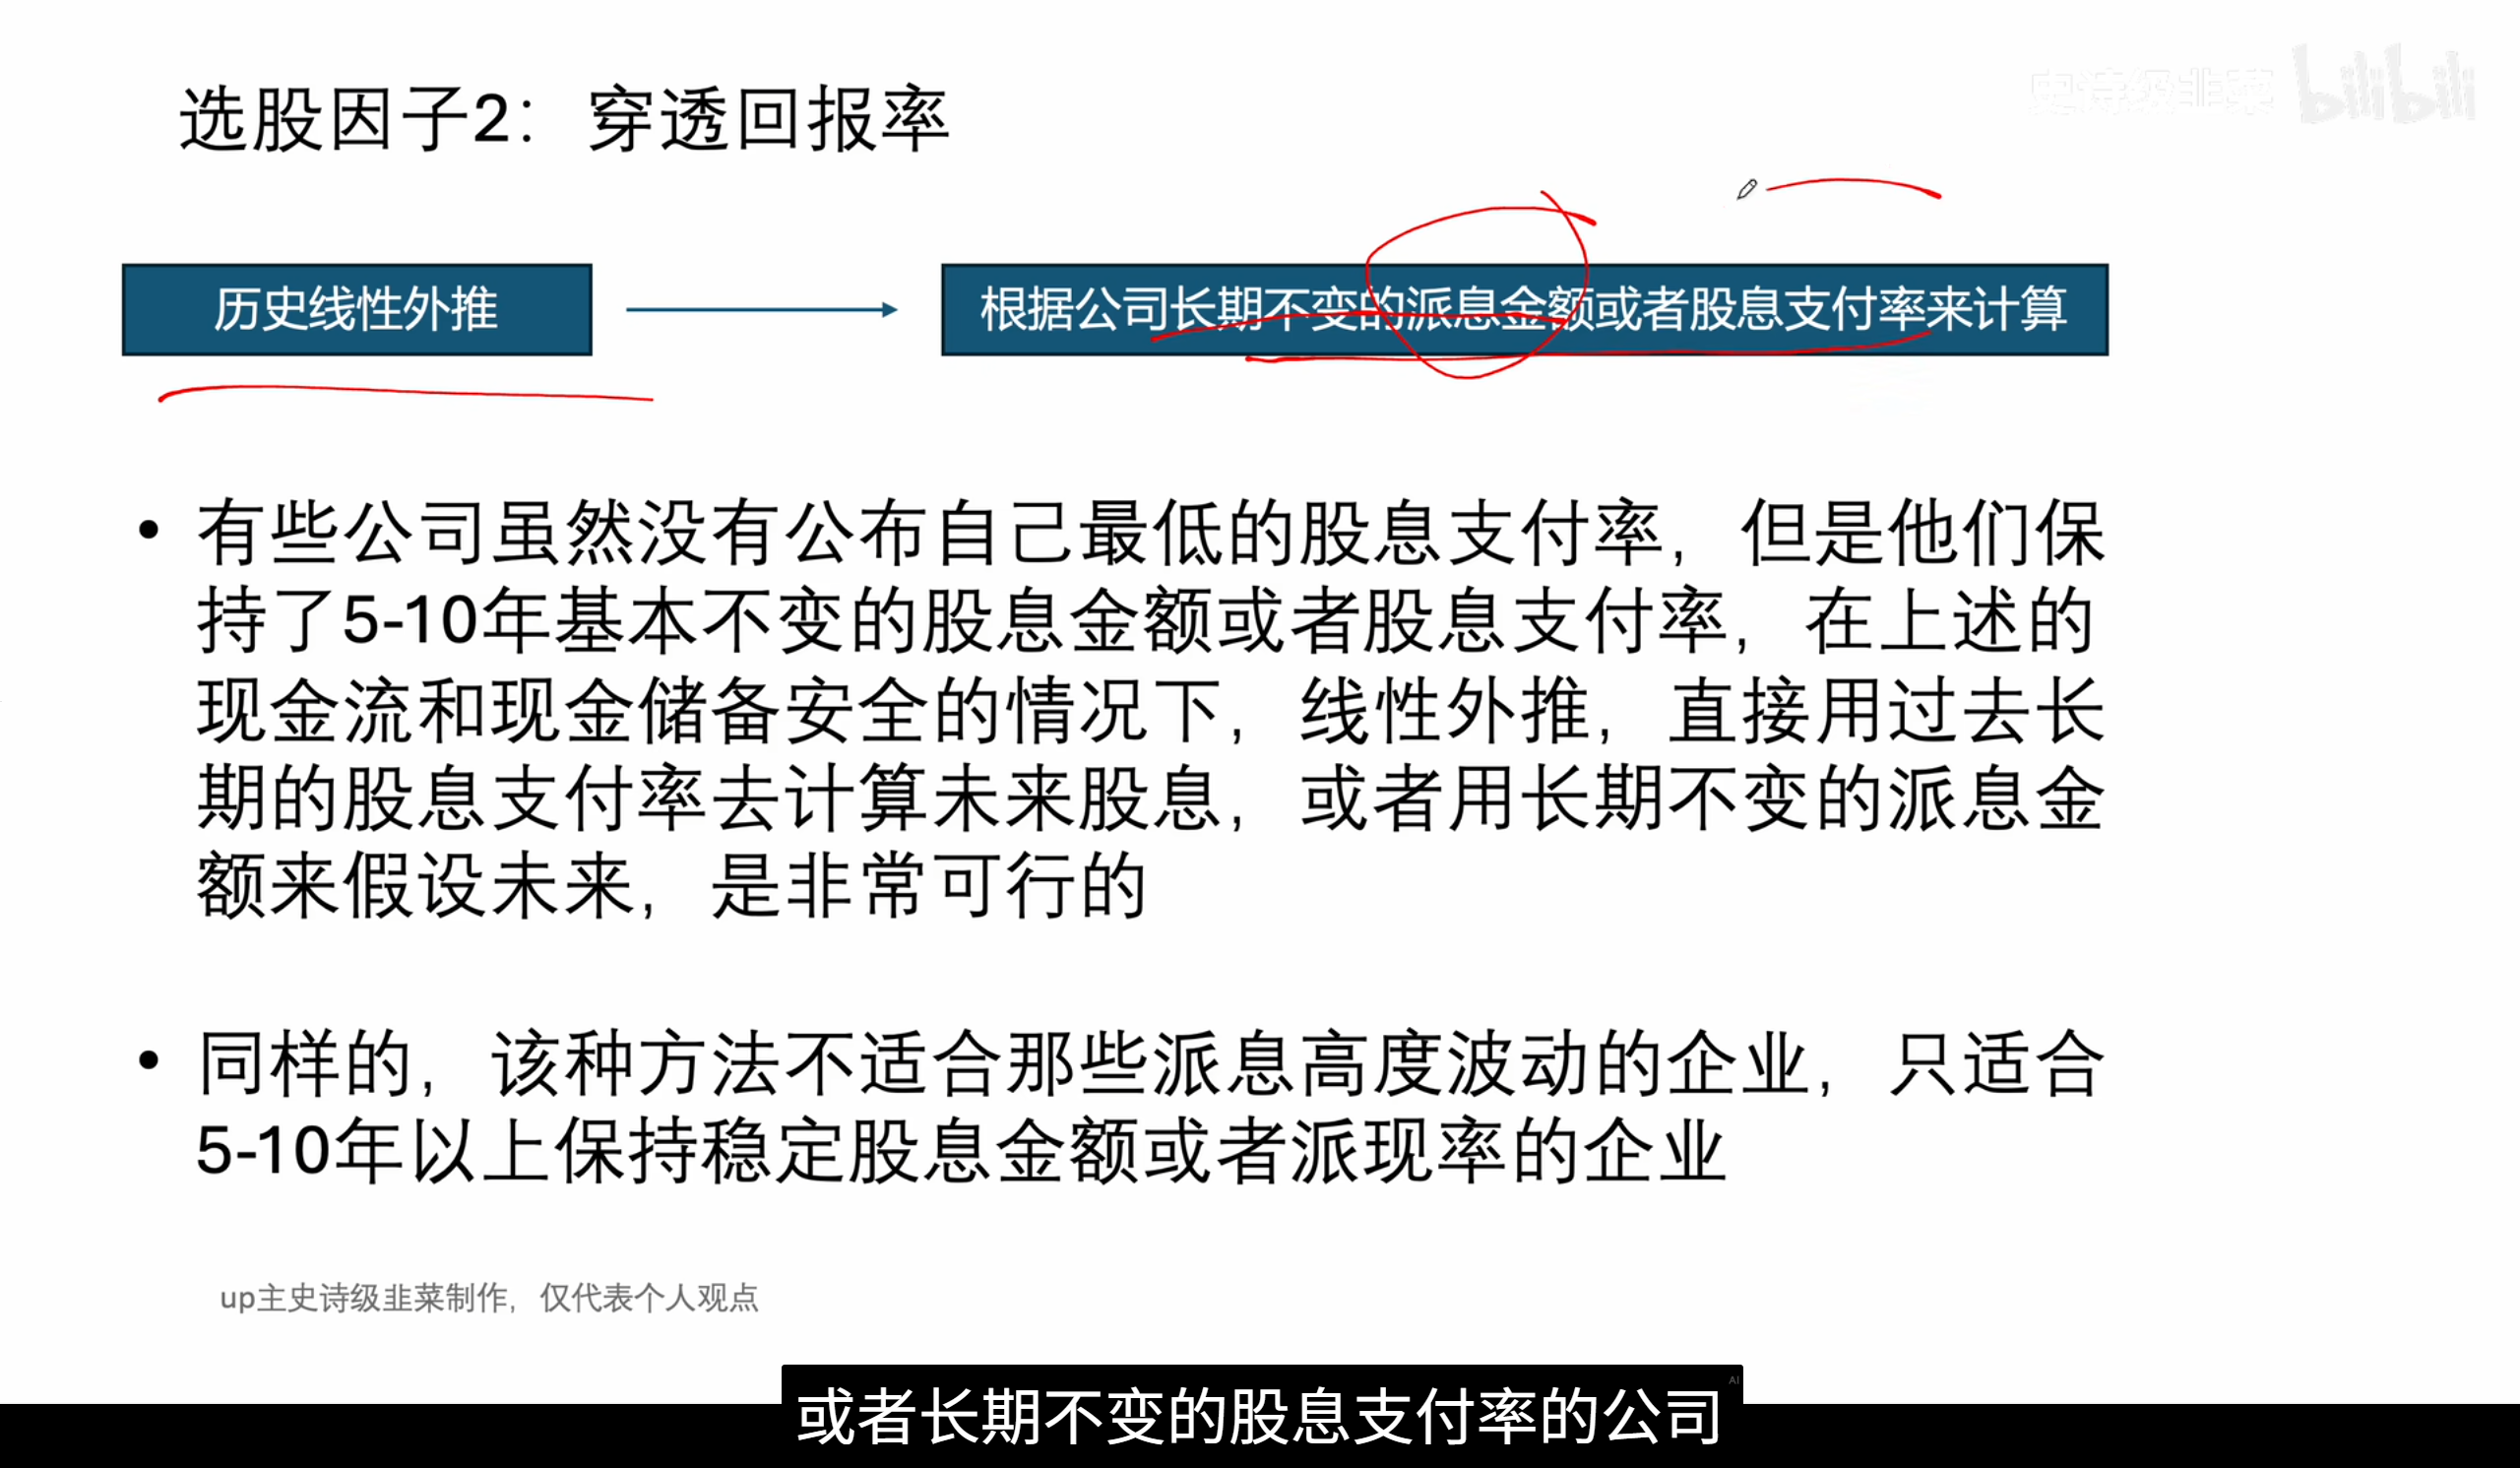 选股因子2：穿透回报率
史诗级韭菜 bilibili
历史线性外推
根据公司长期不变的派息金额或者股息支付率来计算
• 有些公司虽然没有公布自己最低的股息支付率，但是他们保
持了5-10年基本不变的股息金额或者股息支付率，在上述的
现金流和现金储备安全的情况下，线性外推，直接用过去长
期的股息支付率去计算未来股息，或者用长期不变的派息金
额来假设未来，是非常可行的
• 同样的，该种方法不适合那些派息高度波动的企业，只适合
5-10年以上保持稳定股息金额或者派现率的企业
up主史诗级韭菜制作，仅代表个人观点
或者长期不变的股息支付率的公司
AI